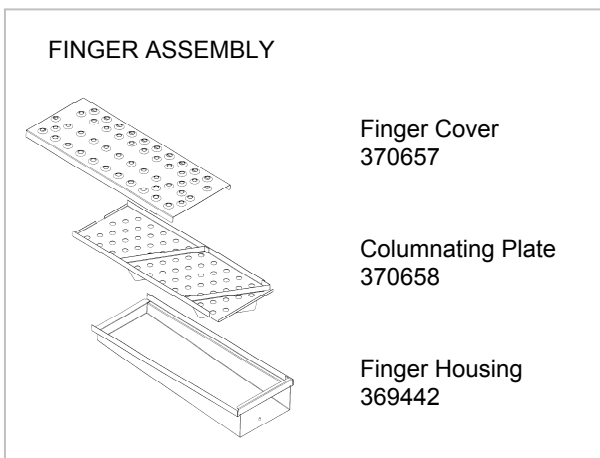 FINGER ASSEMBLY
Finger Cover
370657
Columnating Plate
370658
Finger Housing
369442